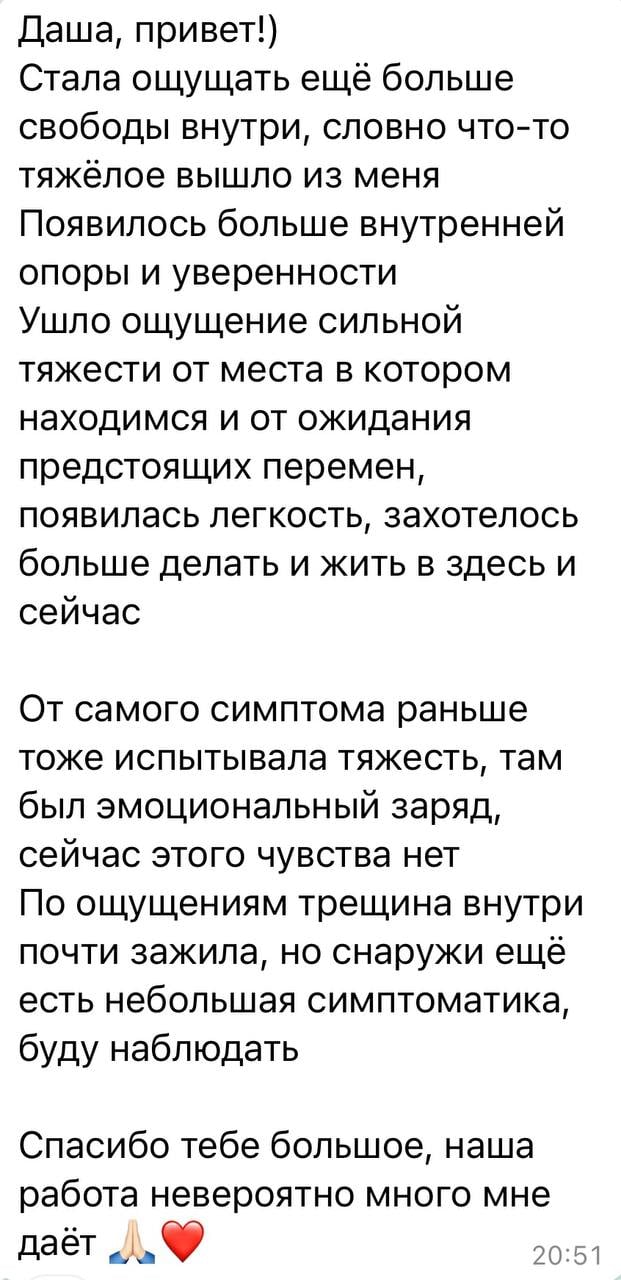 Даша, привет!)
Стала ощущать ещё больше
свободы внутри, словно что-то
тяжёлое вышло из меня
Появилось больше внутренней
опоры и уверенности
Ушло ощущение сильной
тяжести от места в котором
находимся и от ожидания
предстоящих перемен,
появилась легкость, захотелось
больше делать и жить в здесь и
сейчас
От самого симптома раньше
тоже испытывала тяжесть, там
был эмоциональный заряд,
сейчас этого чувства нет
По ощущениям трещина внутри
почти зажила, но снаружи ещё
есть небольшая симптоматика,
буду наблюдать
Спасибо тебе большое, наша
работа невероятно много мне
даёт 🙏🏻❤️
20:51